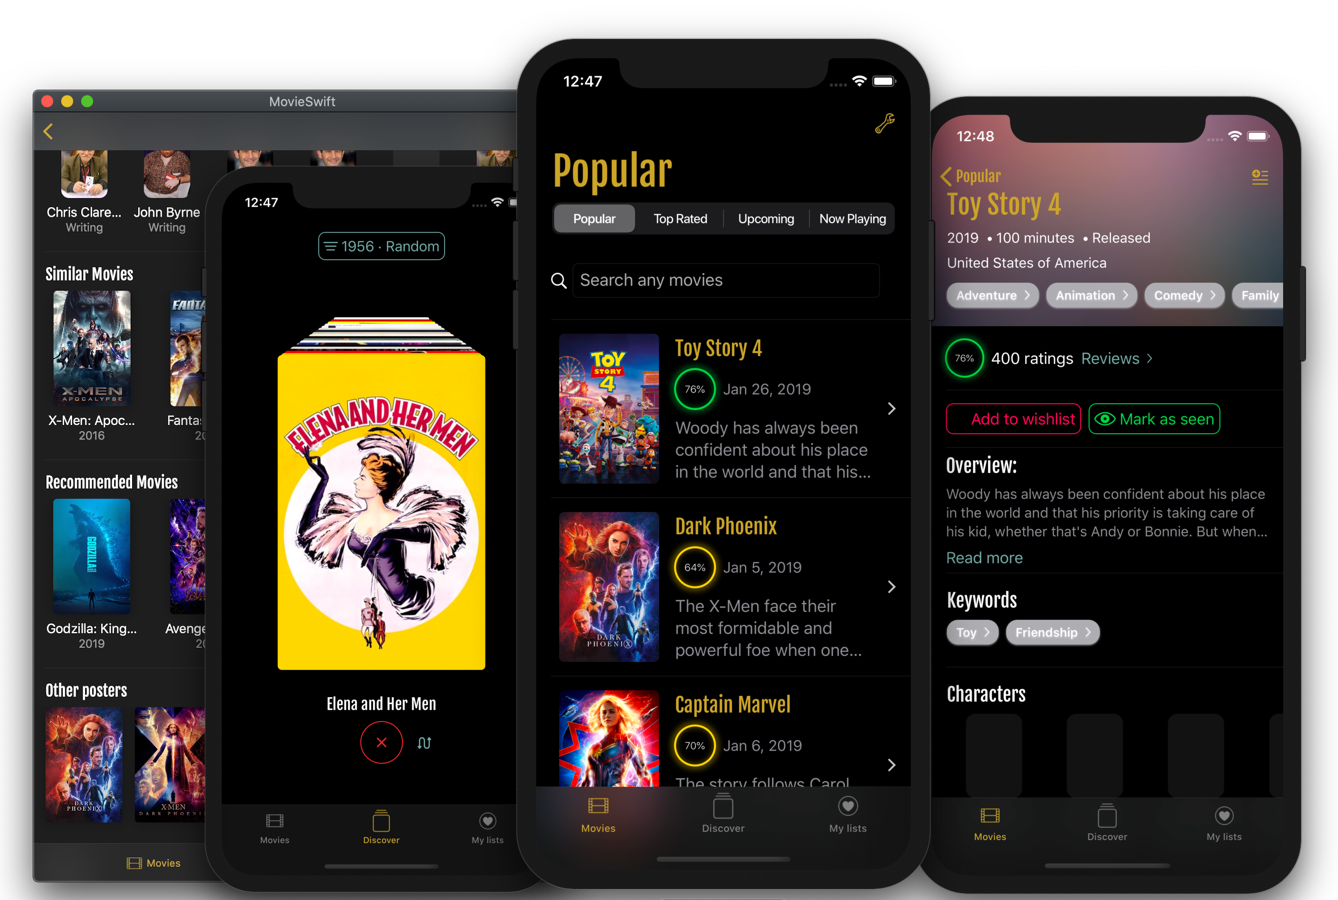 MovieSwift
Chris Clare...
Writing
John Byrne
Writing
Similar Movies
X-MEN
APOCALYPSE
X-Men: Apoc...
2016
Fanta
Recommended Movies
GODZILLA
Godzilla: King...
2019
Avenge
Other posters
DARK
PHOENIX
X-MEN
DARK PHOENIX
Movies
12:47
1956 · Random
ELENA AND HER MEN
Elena and Her Men
Movies
Discover
My lists
12:47
Popular
Popular
Top Rated
Upcoming
Now Playing
Search any movies
TOY
STORY
4
Toy Story 4
76%
Jan 26, 2019
Woody has always been
confident about his place
in the world and that his...
DARK
PHOENIX
Dark Phoenix
64%
Jan 5, 2019
The X-Men face their
most formidable and
powerful foe when one...
Captain Marvel
70%
Jan 6, 2019
The story follows Carol
Movies
Discover
My lists
12:48
Popular
Toy Story 4
2019 • 100 minutes • Released
United States of America
Adventure
Animation
Comedy
Family
76%
400 ratings
Reviews
Add to wishlist
Mark as seen
Overview:
Woody has always been confident about his place
in the world and that his priority is taking care of
his kid, whether that's Andy or Bonnie. But when...
Read more
Keywords
Toy
Friendship
Characters
Movies
Discover
My lists